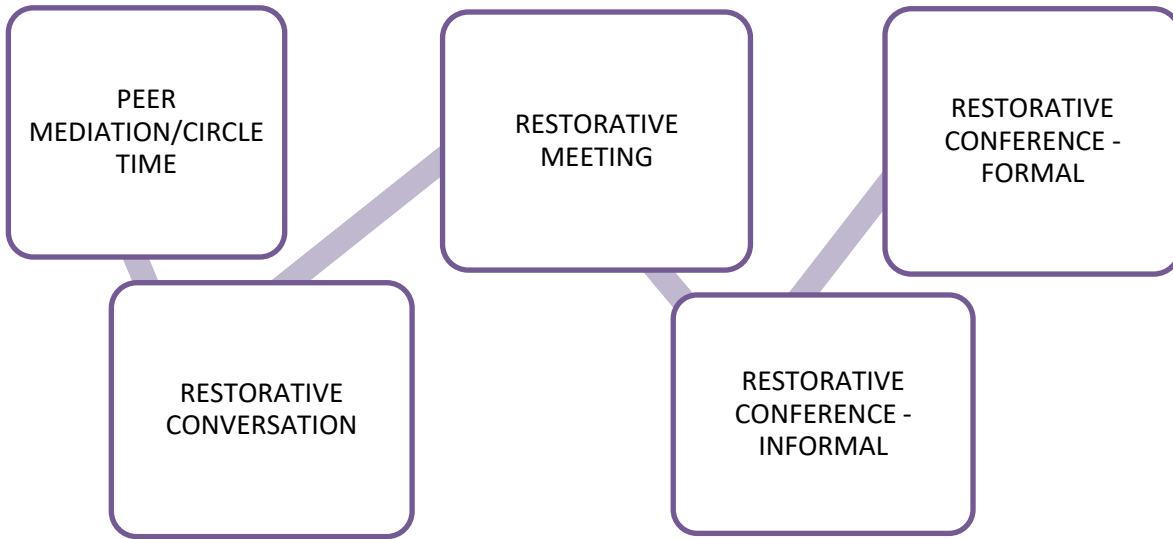 PEER
MEDIATION/CIRCLE
TIME
RESTORATIVE
CONVERSATION
RESTORATIVE
MEETING
RESTORATIVE
CONFERENCE -
INFORMAL
RESTORATIVE
CONFERENCE -
FORMAL